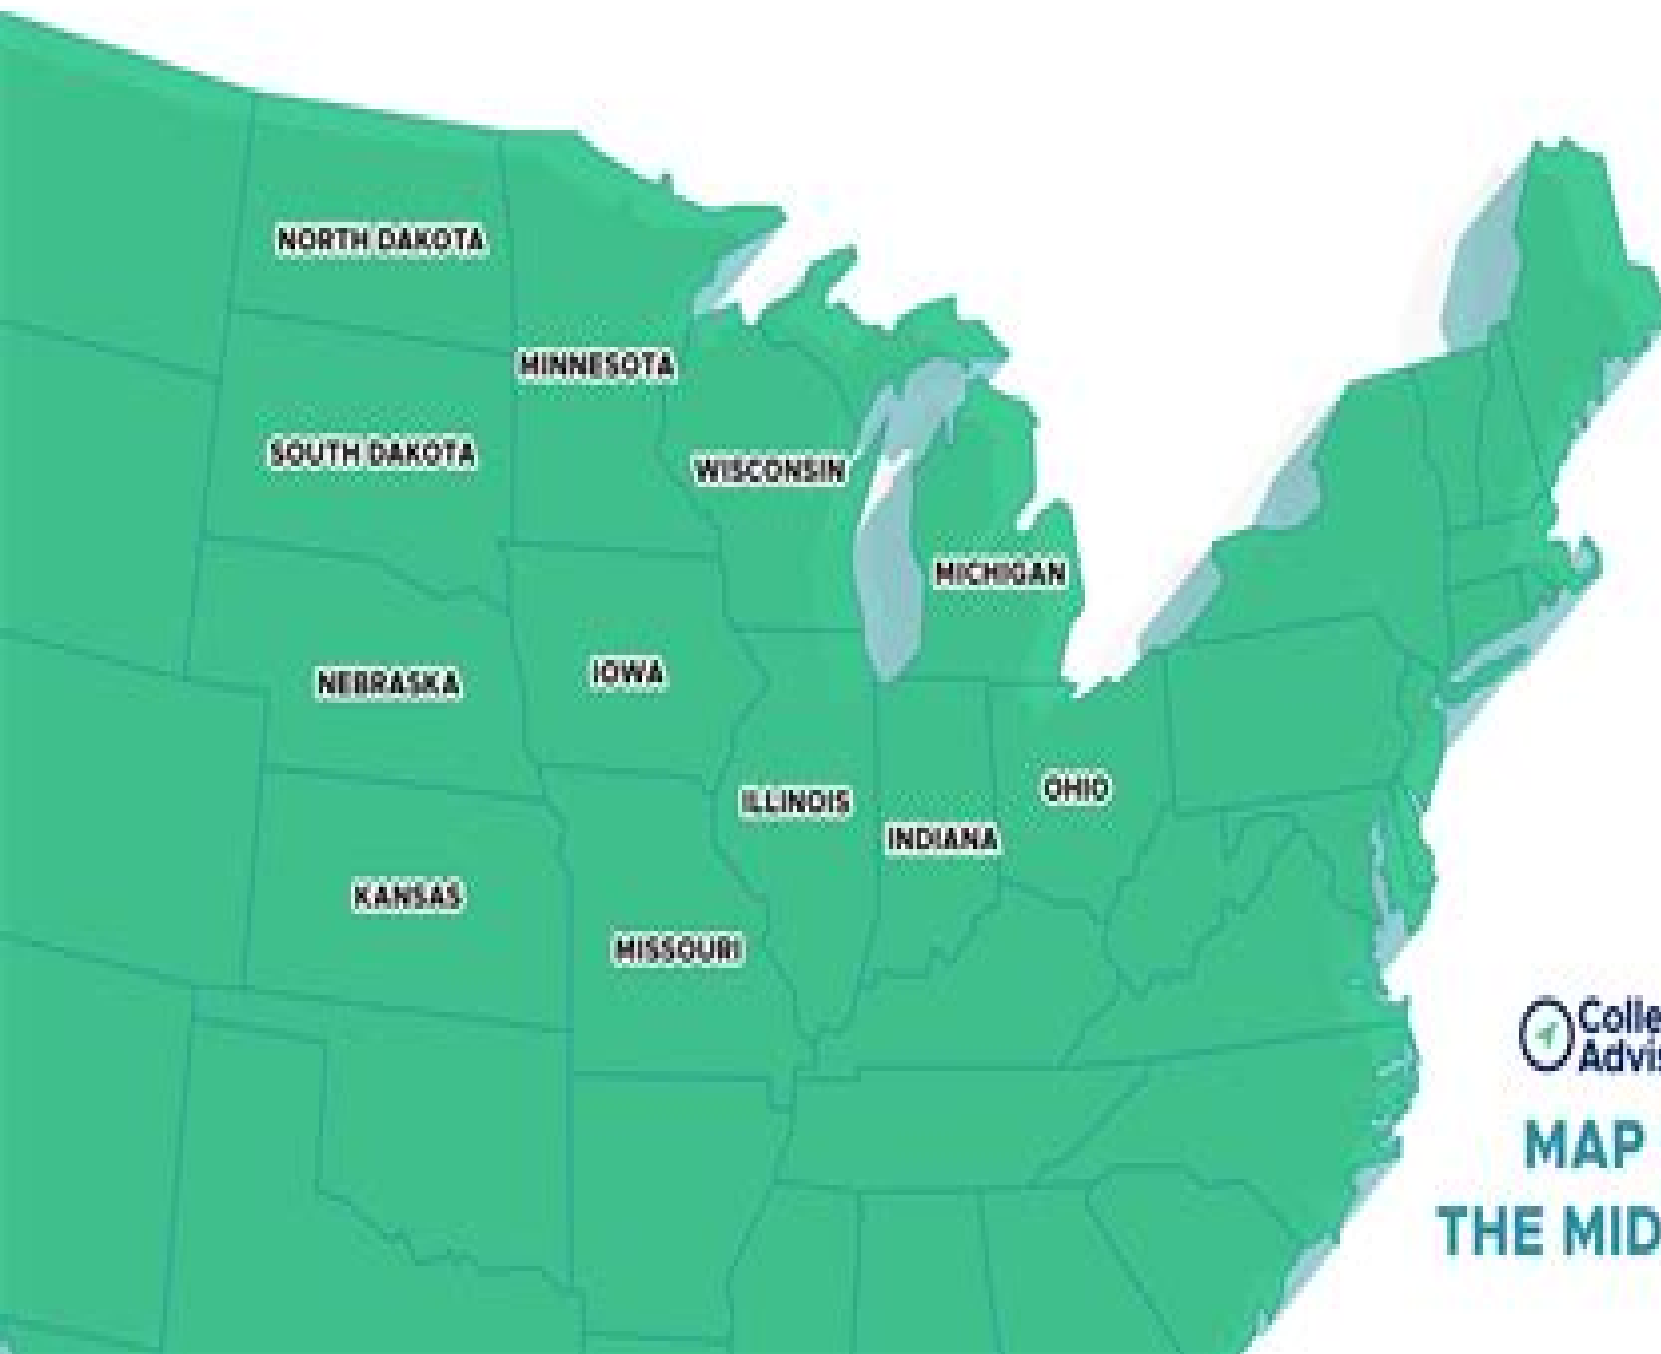 NORTH DAKOTA
MINNESOTA
SOUTH DAKOTA
WISCONSIN
MICHIGAN
NEBRASKA
IOWA
ILLINOIS
OHIO
INDIANA
KANSAS
MISSOURI
Colle
Advis
MAP
THE MID